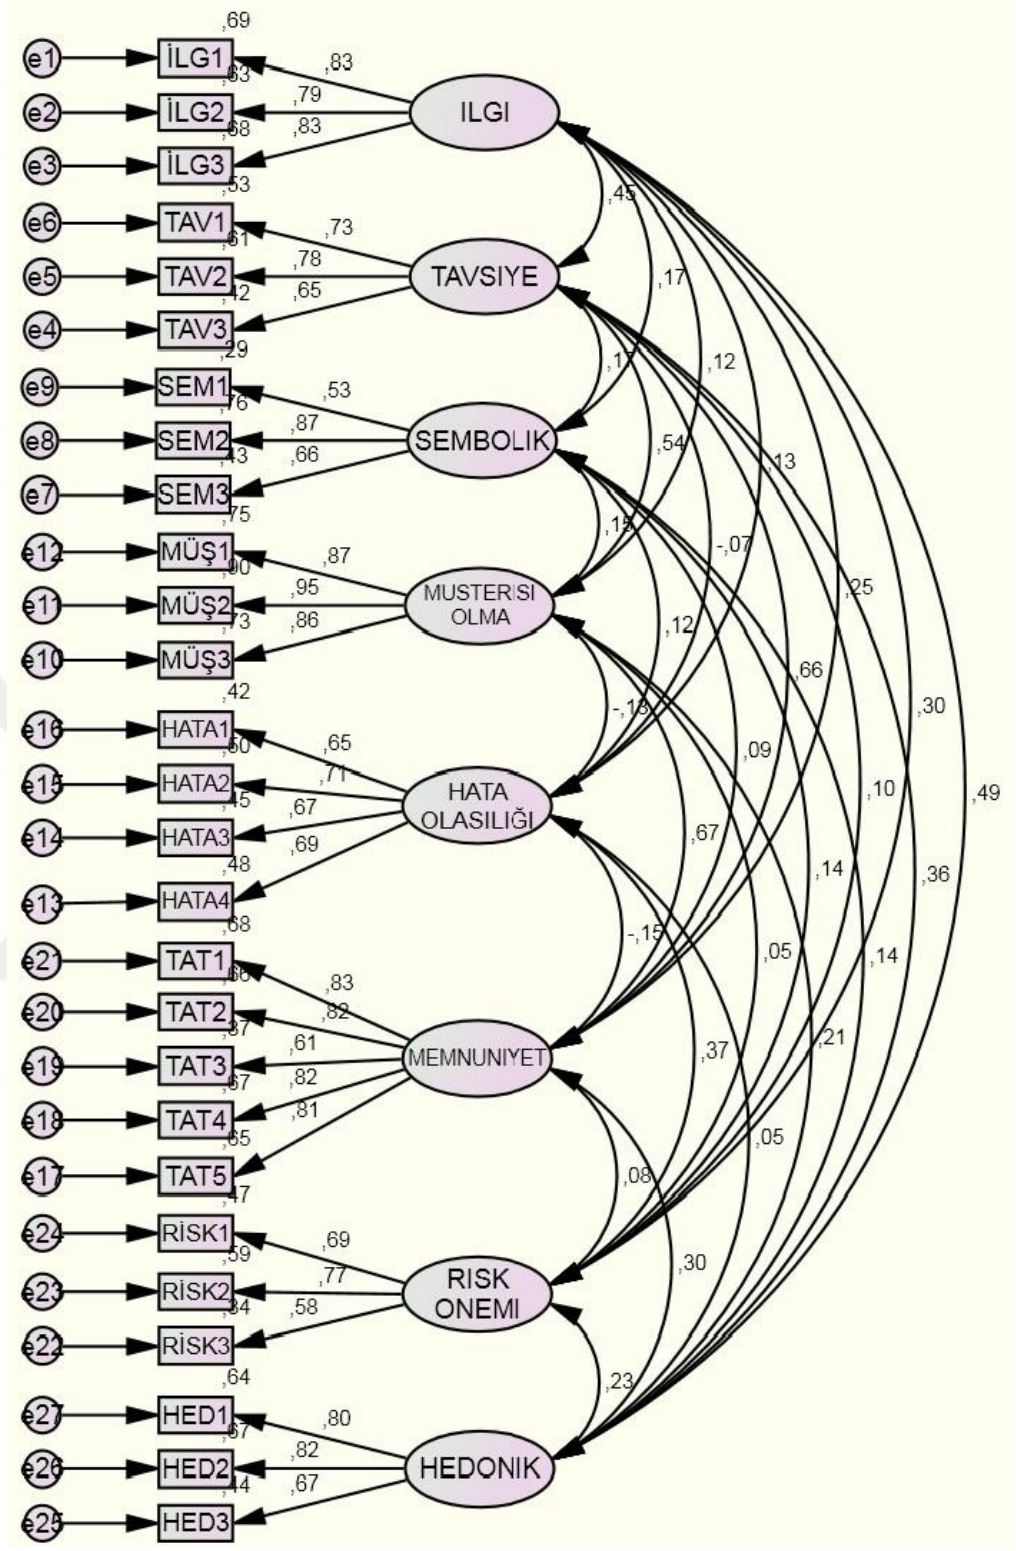 ,69
e1 İLG1 ,83
,63
e2 İLG2 ,79 ILGI
,68
e3 İLG3 ,83
,53
,45
e6 TAV1 ,73
,61
e5 TAV2 ,78 TAVSIYE ,17
,42
e4 TAV3 ,65
,29
,17 ,12
e9 SEM1 ,53
,76
e8 SEM2 ,87 SEMBOLIK ,54
,43
e7 SEM3 ,66 ,13
,75
,15 -,07
e12 MÜŞ1 ,87
,90
e11 MÜŞ2 ,95 MUSTERISI
OLMA ,25
,73
e10 MÜŞ3 ,86 ,12 ,66
,42
-,13 ,30
e16 HATA1 ,65 ,09
,50
e15 HATA2 ,71 HATA
OLASILIĞI ,10 ,49
,45
e14 HATA3 ,67 ,67
,48
e13 HATA4 ,69 ,14 ,36
,68
-,15 ,05 ,14
e21 TAT1 ,83
,66
e20 TAT2 ,82
,37
e19 TAT3 ,61 MEMNUNIYET ,37 ,21
,67
e18 TAT4 ,82
,65
e17 TAT5 ,81 ,05
,47
,08
e24 RİSK1 ,69 ,30
,59
e23 RİSK2 ,77 RISK
ONEMI
,34
e22 RİSK3 ,58
,64
,23
e27 HED1 ,80
,67
e26 HED2 ,82 HEDONIK
,44
e25 HED3 ,67